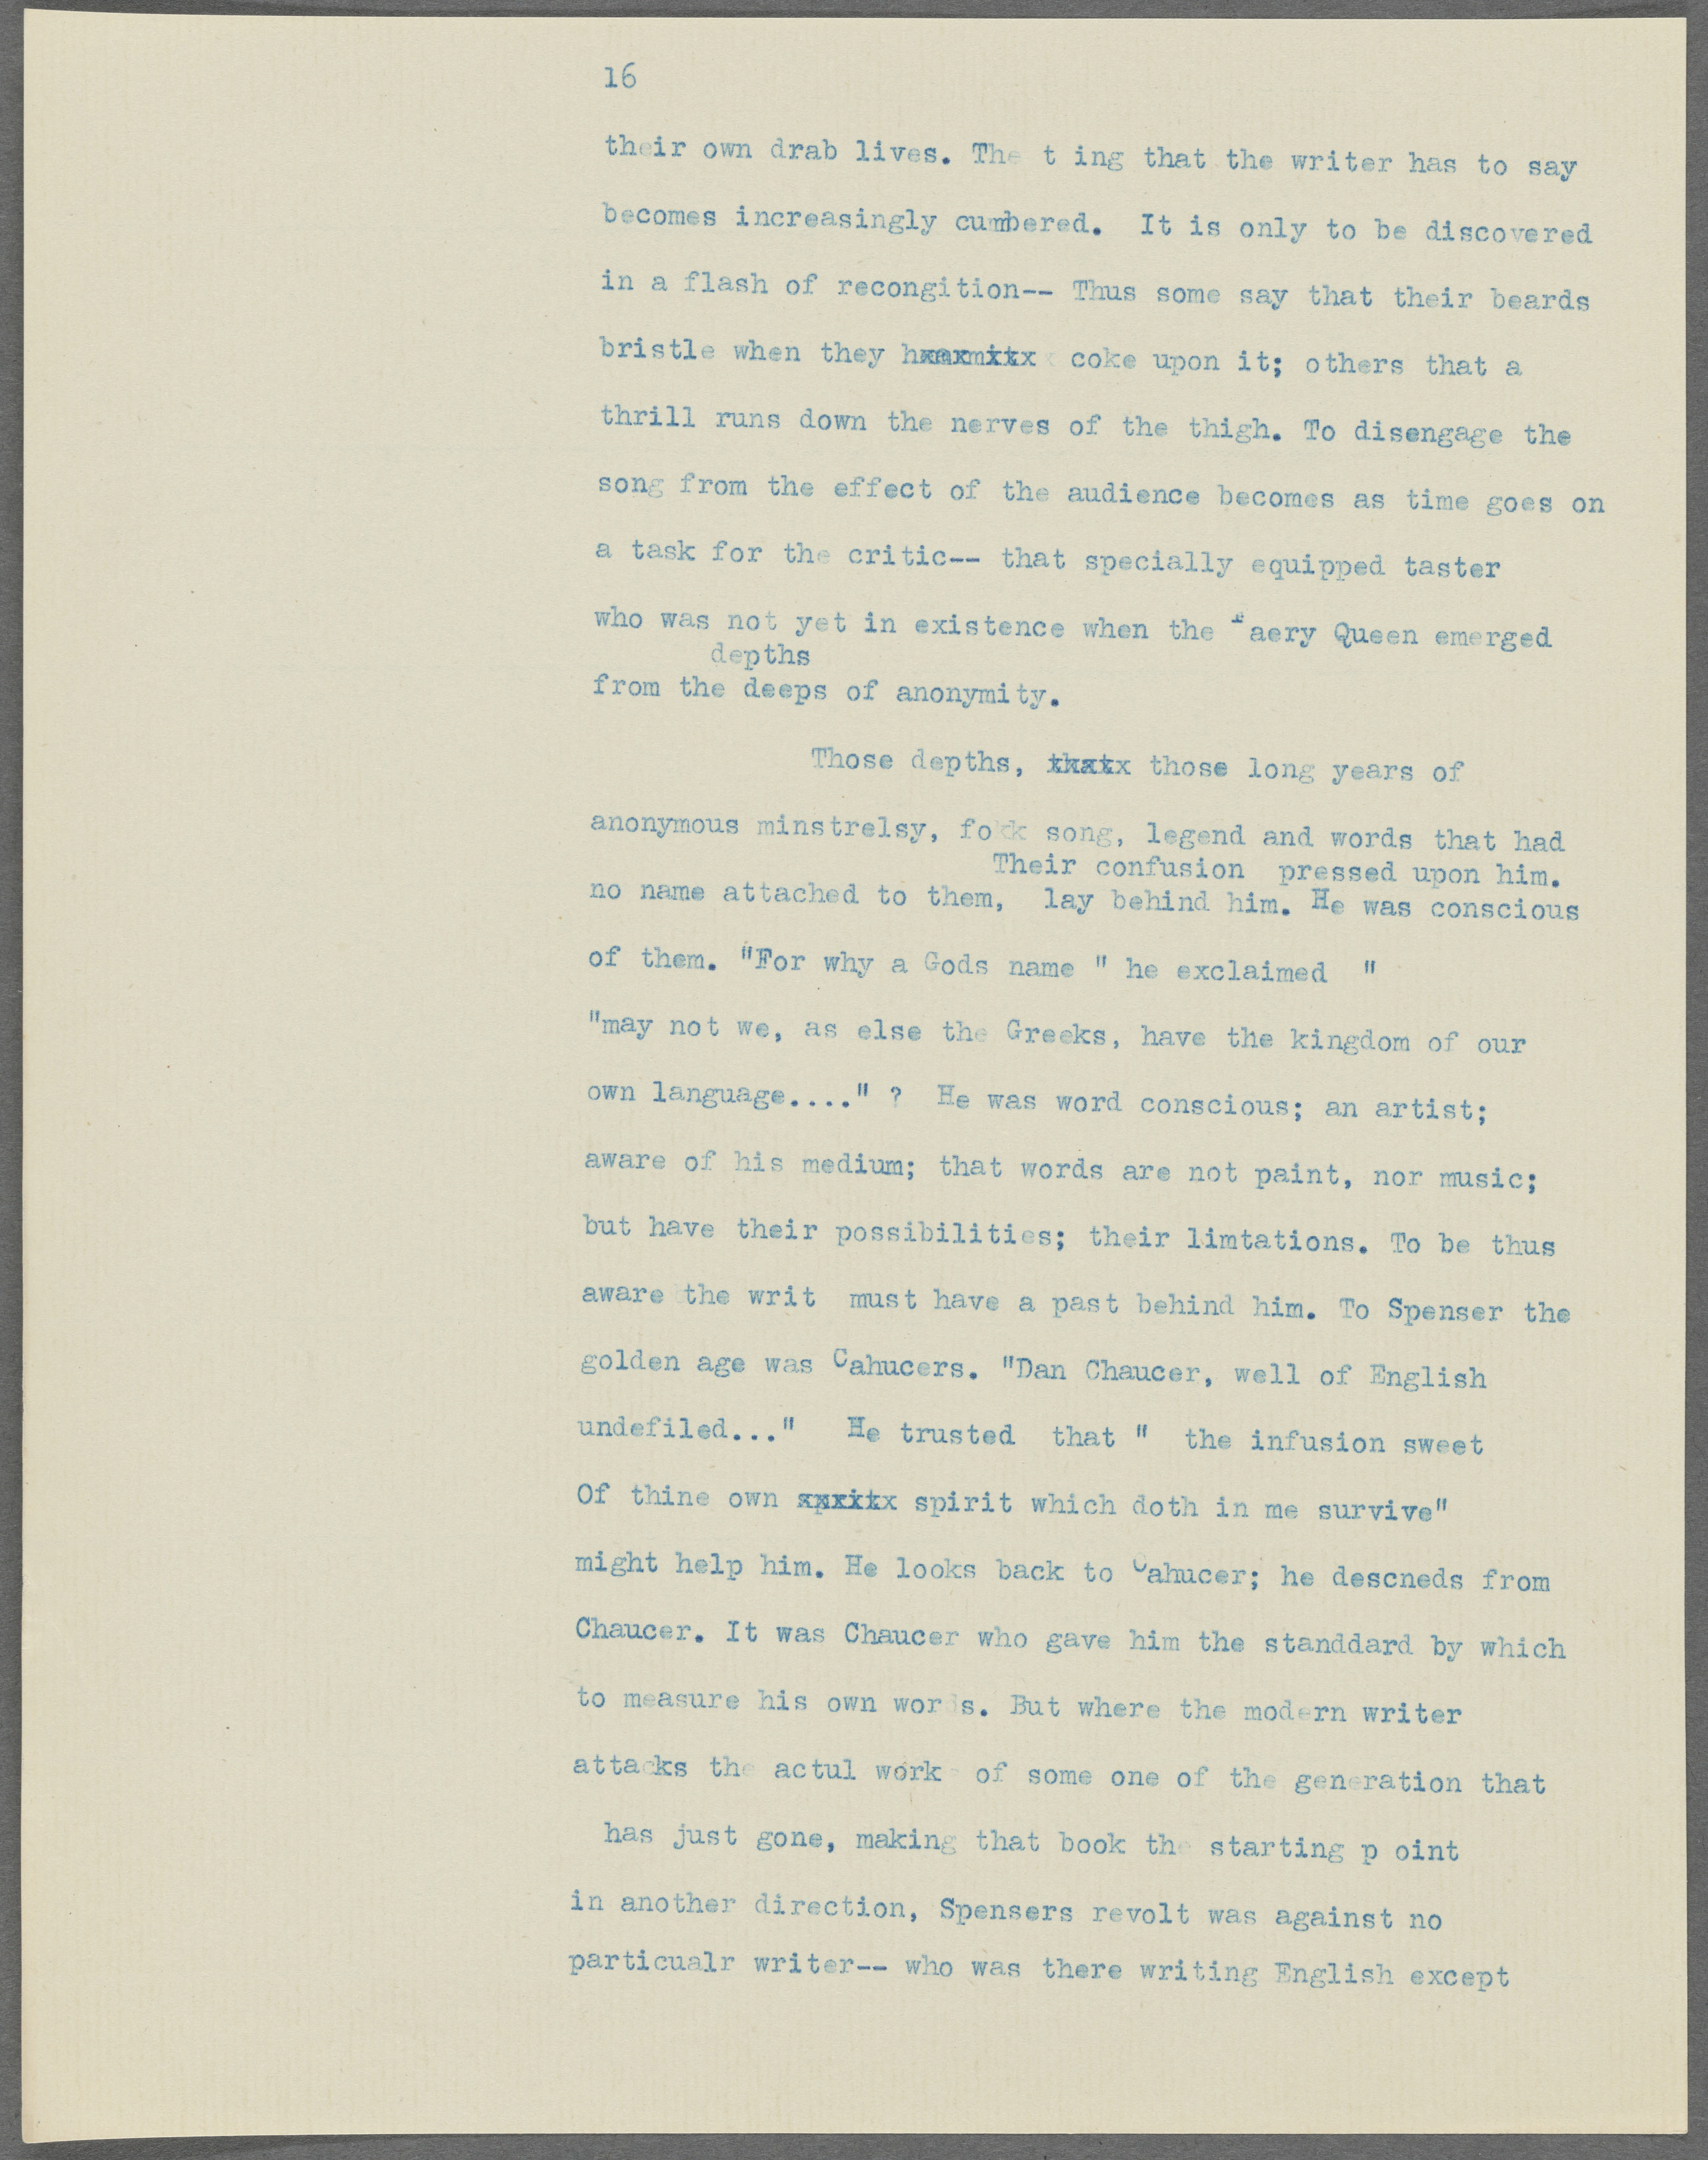 16
their own drab lives. The t ing that the writer has to say
becomes increasingly cumbered. It is only to be discovered
in a flash of recongition-- Thus some say that their beards
bristle when they coke upon it; others that a
thrill runs down the nerves of the thigh. To disengage the
song from the effect of the audience becomes as time goes on
a task for the critic-- that specially equipped taster
who was not yet in existence when the Faery Queen emerged
depths
from the deeps of anonymity.
Those depths, thatx those long years of
anonymous minstrelsy, fokk song, legend and words that had
Their confusion pressed upon him.
no name attached to them, lay behind him. He was conscious
of them. "For why a Gods name " he exclaimed "
"may not we, as else the Greeks, have the kingdom of our
own language...." ? He was word conscious; an artist;
aware of his medium; that words are not paint, nor music;
but have their possibilities; their limtations. To be thus
aware the writ must have a past behind him. To Spenser the
golden age was Cahucers. "Dan Chaucer, well of English
undefiled..." He trusted that " the infusion sweet
Of thine own spirit which doth in me survive"
might help him. He looks back to Cahucer; he descneds from
Chaucer. It was Chaucer who gave him the standdard by which
to measure his own words. But where the modern writer
attacks the actul work of some one of the generation that
has just gone, making that book the starting p oint
in another direction, Spensers revolt was against no
particualr writer-- who was there writing English except